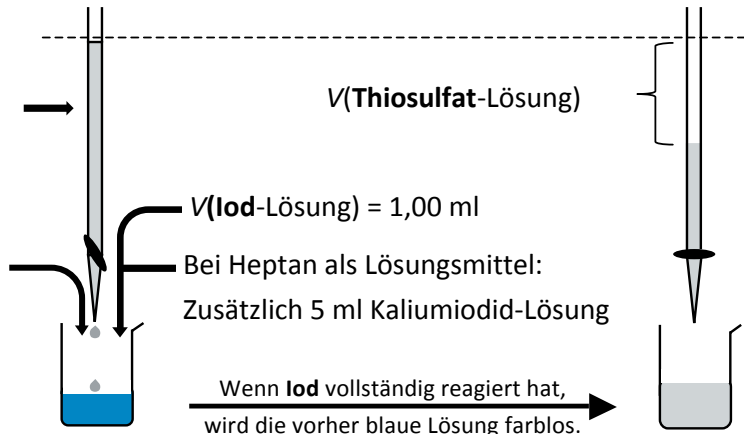 V(Thiosulfat-Lösung)
V(Iod-Lösung) = 1,00 ml
Bei Heptan als Lösungsmittel:
Zusätzlich 5 ml Kaliumiodid-Lösung
Wenn Iod vollständig reagiert hat,
wird die vorher blaue Lösung farblos.